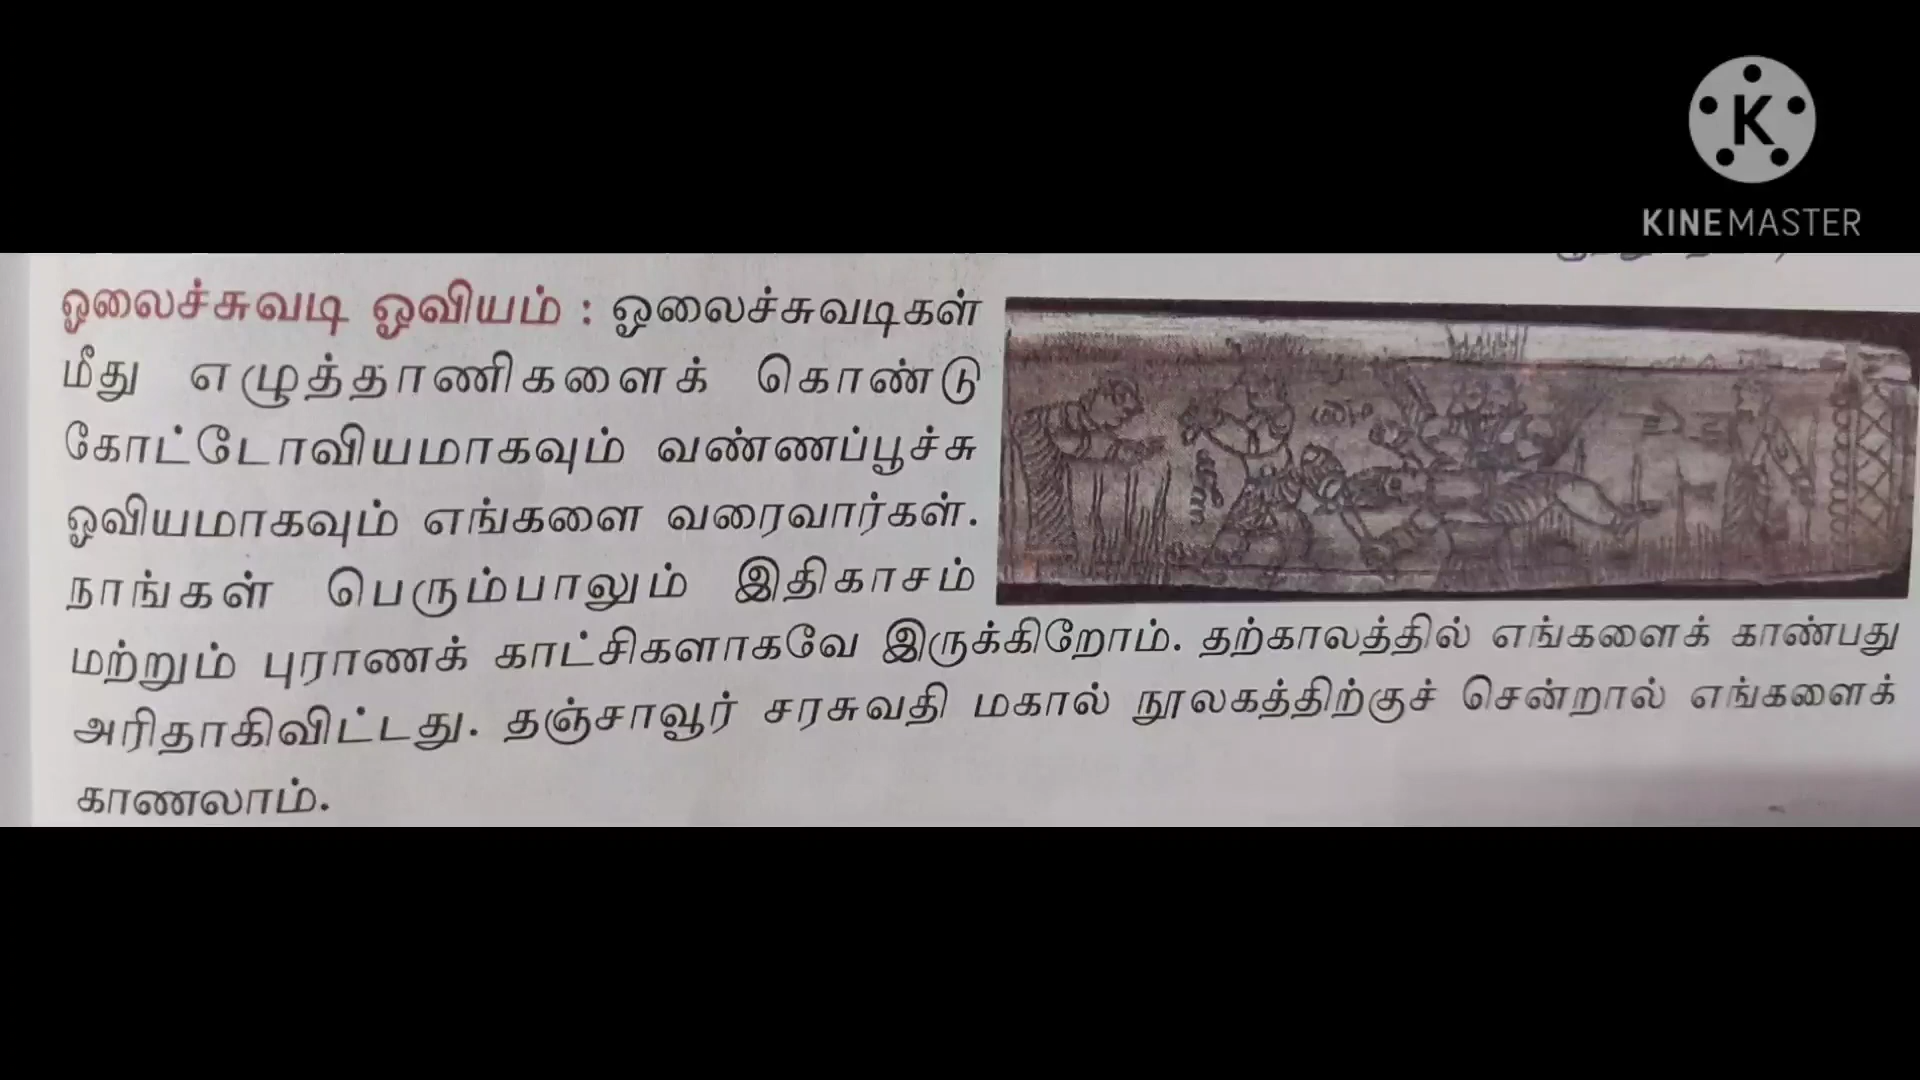 KINEMASTER
ஓலைச்சுவடி ஓவியம் : ஓலைச்சுவடிகள்
மீது எழுத்தாணிகளைக் கொண்டு
கோட்டோவியமாகவும் வண்ணப்பூச்சு
ஓவியமாகவும் எங்களை வரைவார்கள்.
நாங்கள் பெரும்பாலும் இதிகாசம்
மற்றும் புராணக் காட்சிகளாகவே இருக்கிறோம். தற்காலத்தில் எங்களைக் காண்பது
அரிதாகிவிட்டது. தஞ்சாவூர் சரசுவதி மகால் நூலகத்திற்குச் சென்றால் எங்களைக்
காணலாம்.